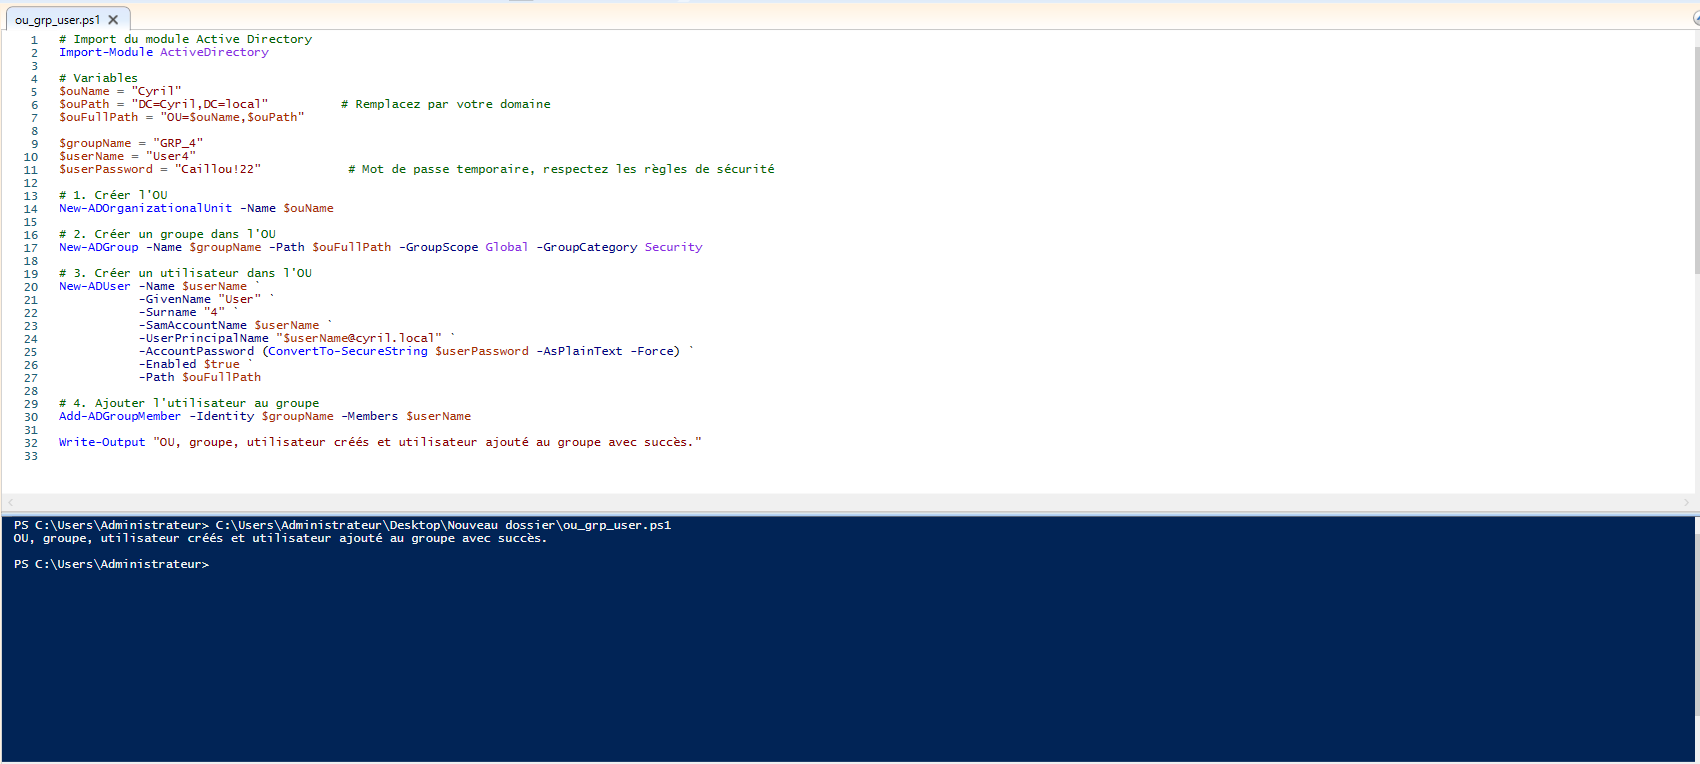 ou_grp_user.ps1 X
1 # Import du module Active Directory
2 Import-Module ActiveDirectory
3
4 # Variables
5 $ouName = "Cyril"
6 $ouPath = "DC=Cyril,DC=local" # Remplacez par votre domaine
7 $ouFullPath = "OU=$ouName,$ouPath"
8
9 $groupName = "GRP_4"
10 $userName = "User4"
11 $userPassword = "Caillou!22" # Mot de passe temporaire, respectez les règles de sécurité
12
13 # 1. Créer l'OU
14 New-ADOrganizationalUnit -Name $ouName
15
16 # 2. Créer un groupe dans l'OU
17 New-ADGroup -Name $groupName -Path $ouFullPath -GroupScope Global -GroupCategory Security
18
19 # 3. Créer un utilisateur dans l'OU
20 New-ADUser -Name $userName `
21 -GivenName "User" `
22 -Surname "4" `
23 -SamAccountName $userName `
24 -UserPrincipalName "$userName@cyril.local" `
25 -AccountPassword (ConvertTo-SecureString $userPassword -AsPlainText -Force) `
26 -Enabled $true `
27 -Path $ouFullPath
28
29 # 4. Ajouter l'utilisateur au groupe
30 Add-ADGroupMember -Identity $groupName -Members $userName
31
32 Write-Output "OU, groupe, utilisateur créés et utilisateur ajouté au groupe avec succès."
33
PS C:\Users\Administrateur> C:\Users\Administrateur\Desktop\Nouveau dossier\ou_grp_user.ps1
OU, groupe, utilisateur créés et utilisateur ajouté au groupe avec succès.
PS C:\Users\Administrateur>